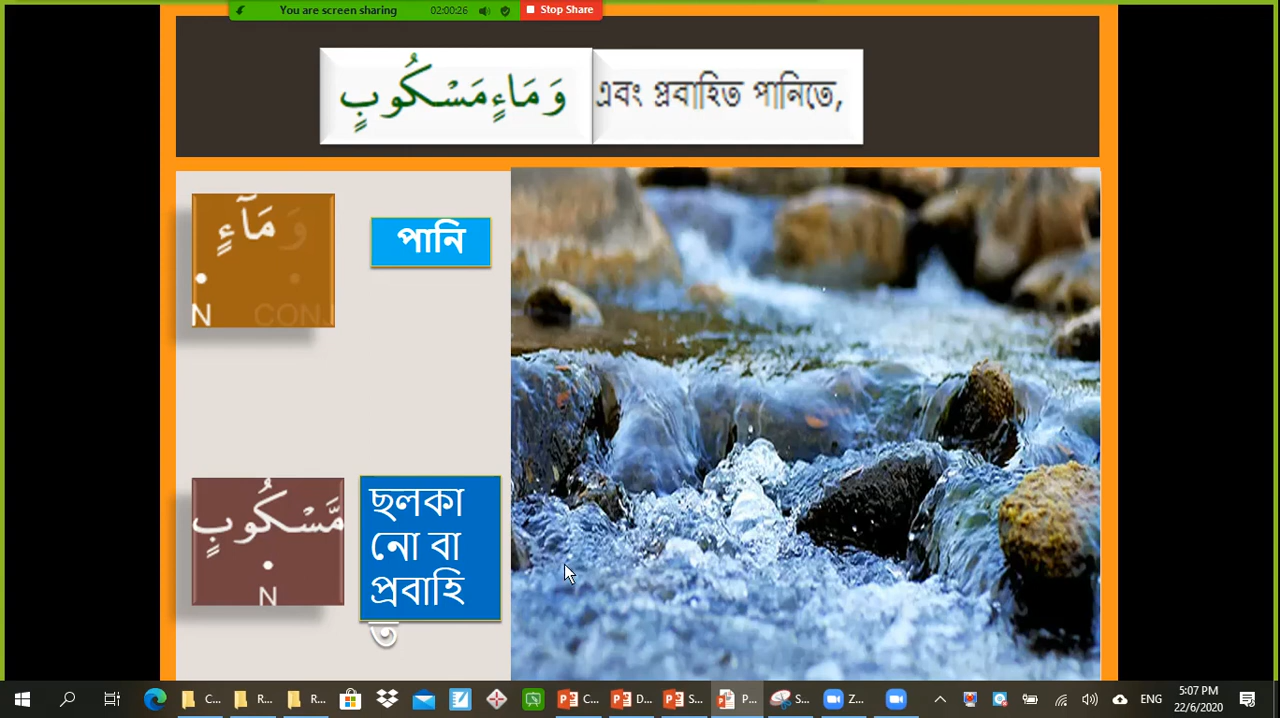 You are screen sharing 02:00:26 Stop Share
وَ مَاءٍ مَسْكُوبٍ
এবং প্রবাহিত পানিতে,
وَ مَآءٍ
N CONJ
পানি
مَّسْكُوبٍ
N
ছলকা
নো বা
প্রবাহি
ত
C... R... R... C... D... S... P... S... Z...
ENG
5:07 PM
22/6/2020